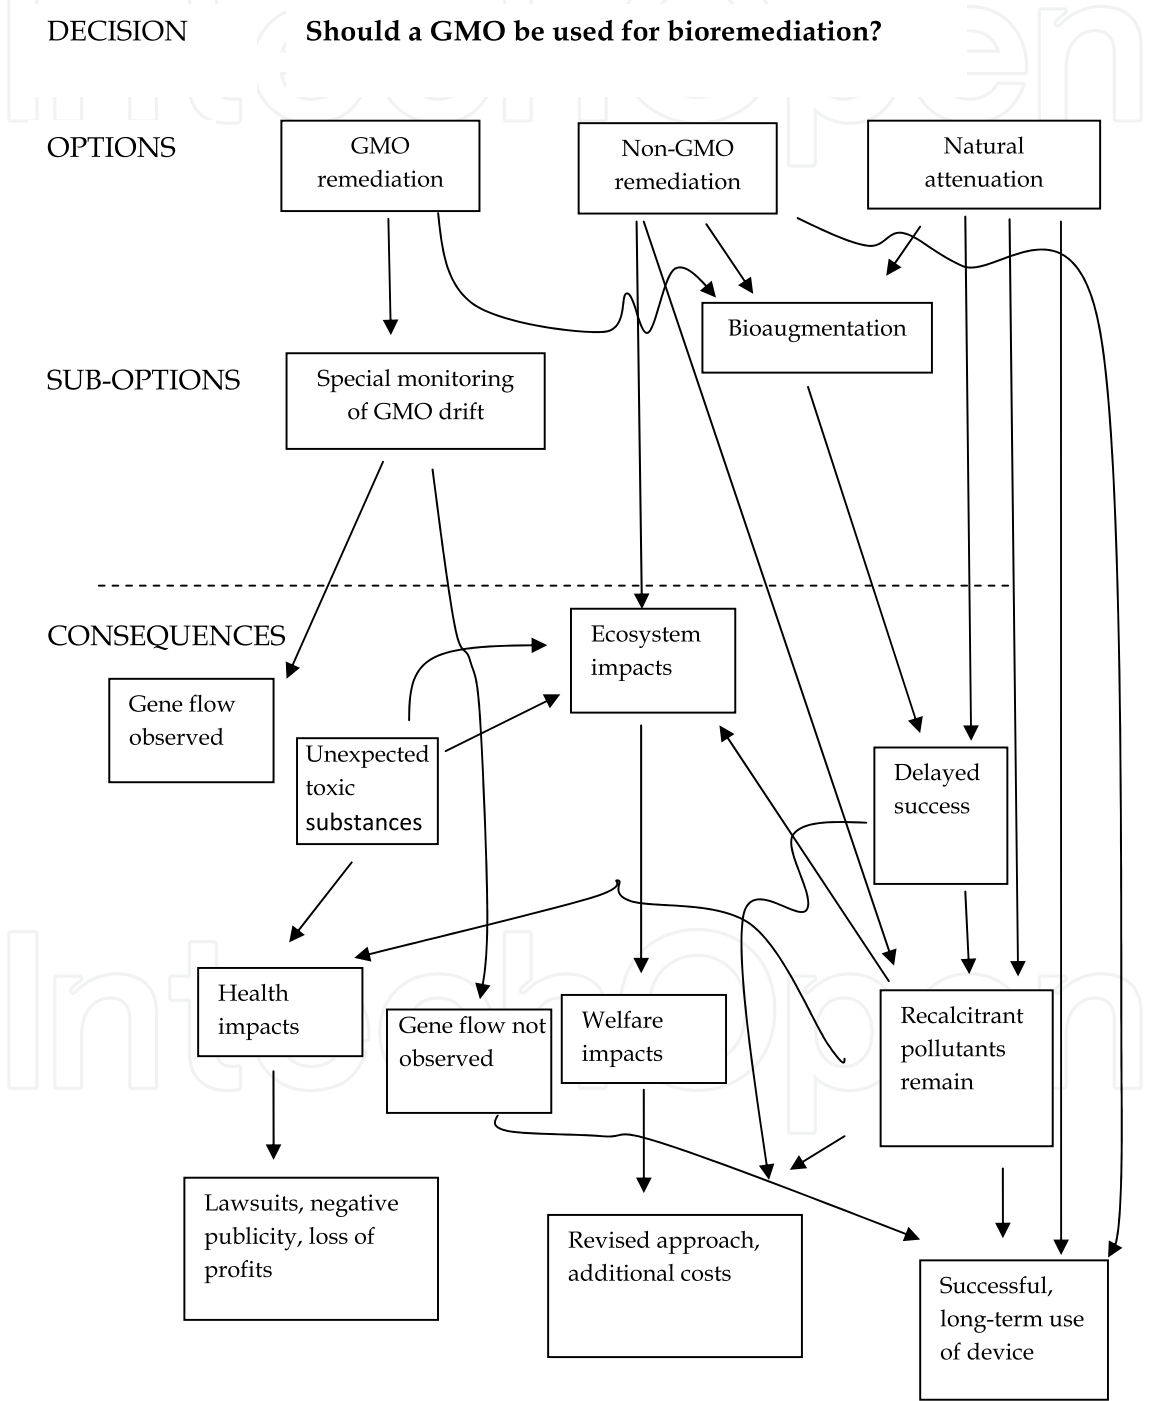 DECISION
Should a GMO be used for bioremediation?
OPTIONS
GMO
remediation
Non-GMO
remediation
Natural
attenuation
Bioaugmentation
SUB-OPTIONS
Special monitoring
of GMO drift
CONSEQUENCES
Ecosystem
impacts
Gene flow
observed
Unexpected
toxic
substances
Delayed
success
Health
impacts
Gene flow not
observed
Welfare
impacts
Recalcitrant
pollutants
remain
Lawsuits, negative
publicity, loss of
profits
Revised approach,
additional costs
Successful,
long-term use
of device
IntechOpen
IntechOpen